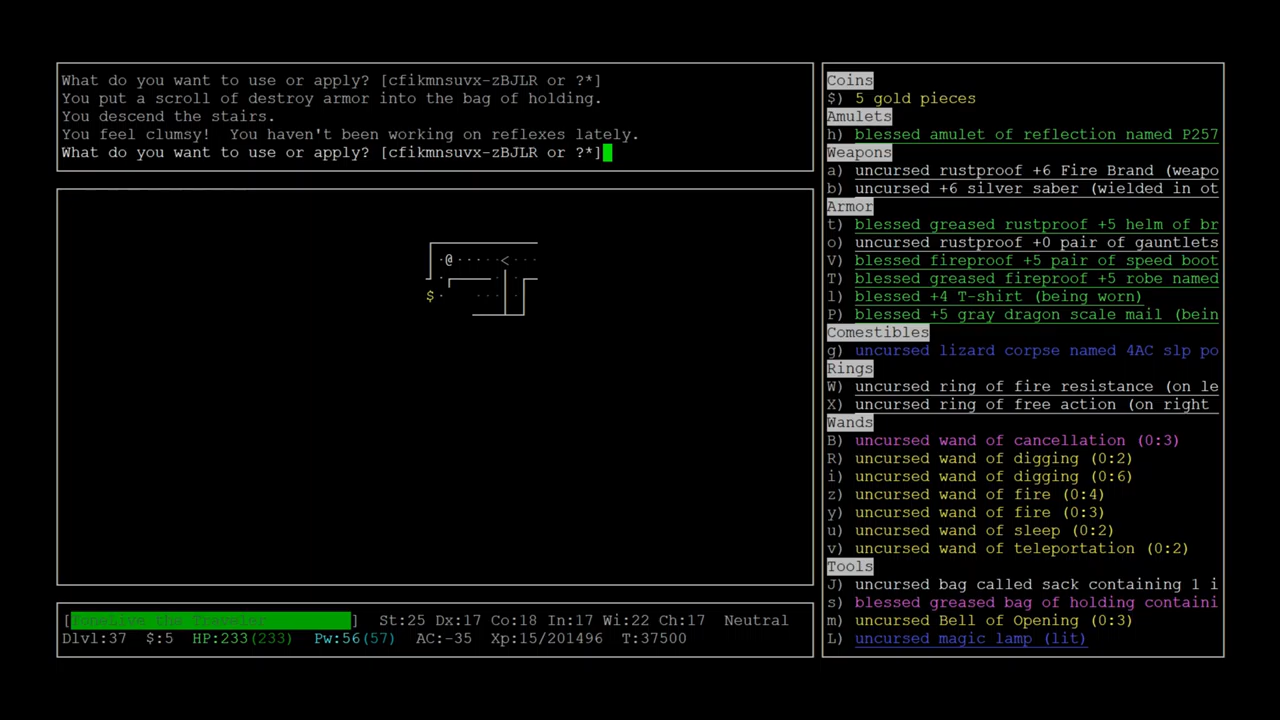 What do you want to use or apply? [cfikmnsuvx-zBJLR or ?*]
You put a scroll of destroy armor into the bag of holding.
You descend the stairs.
You feel clumsy!  You haven't been working on reflexes lately.
What do you want to use or apply? [cfikmnsuvx-zBJLR or ?*]
·@·····<···
$·
[ToneLove the Traveler] St:25 Dx:17 Co:18 In:17 Wi:22 Ch:17 Neutral
Dlvl:37 $:5 HP:233(233) Pw:56(57) AC:-35 Xp:15/201496 T:37500
Coins
$) 5 gold pieces
Amulets
h) blessed amulet of reflection named P257
Weapons
a) uncursed rustproof +6 Fire Brand (weapo
b) uncursed +6 silver saber (wielded in ot
Armor
t) blessed greased rustproof +5 helm of br
o) uncursed rustproof +0 pair of gauntlets
V) blessed fireproof +5 pair of speed boot
T) blessed greased fireproof +5 robe named
l) blessed +4 T-shirt (being worn)
P) blessed +5 gray dragon scale mail (bein
Comestibles
g) uncursed lizard corpse named 4AC slp po
Rings
W) uncursed ring of fire resistance (on le
X) uncursed ring of free action (on right
Wands
B) uncursed wand of cancellation (0:3)
R) uncursed wand of digging (0:2)
i) uncursed wand of digging (0:6)
z) uncursed wand of fire (0:4)
y) uncursed wand of fire (0:3)
u) uncursed wand of sleep (0:2)
v) uncursed wand of teleportation (0:2)
Tools
J) uncursed bag called sack containing 1 i
s) blessed greased bag of holding containi
m) uncursed Bell of Opening (0:3)
L) uncursed magic lamp (lit)